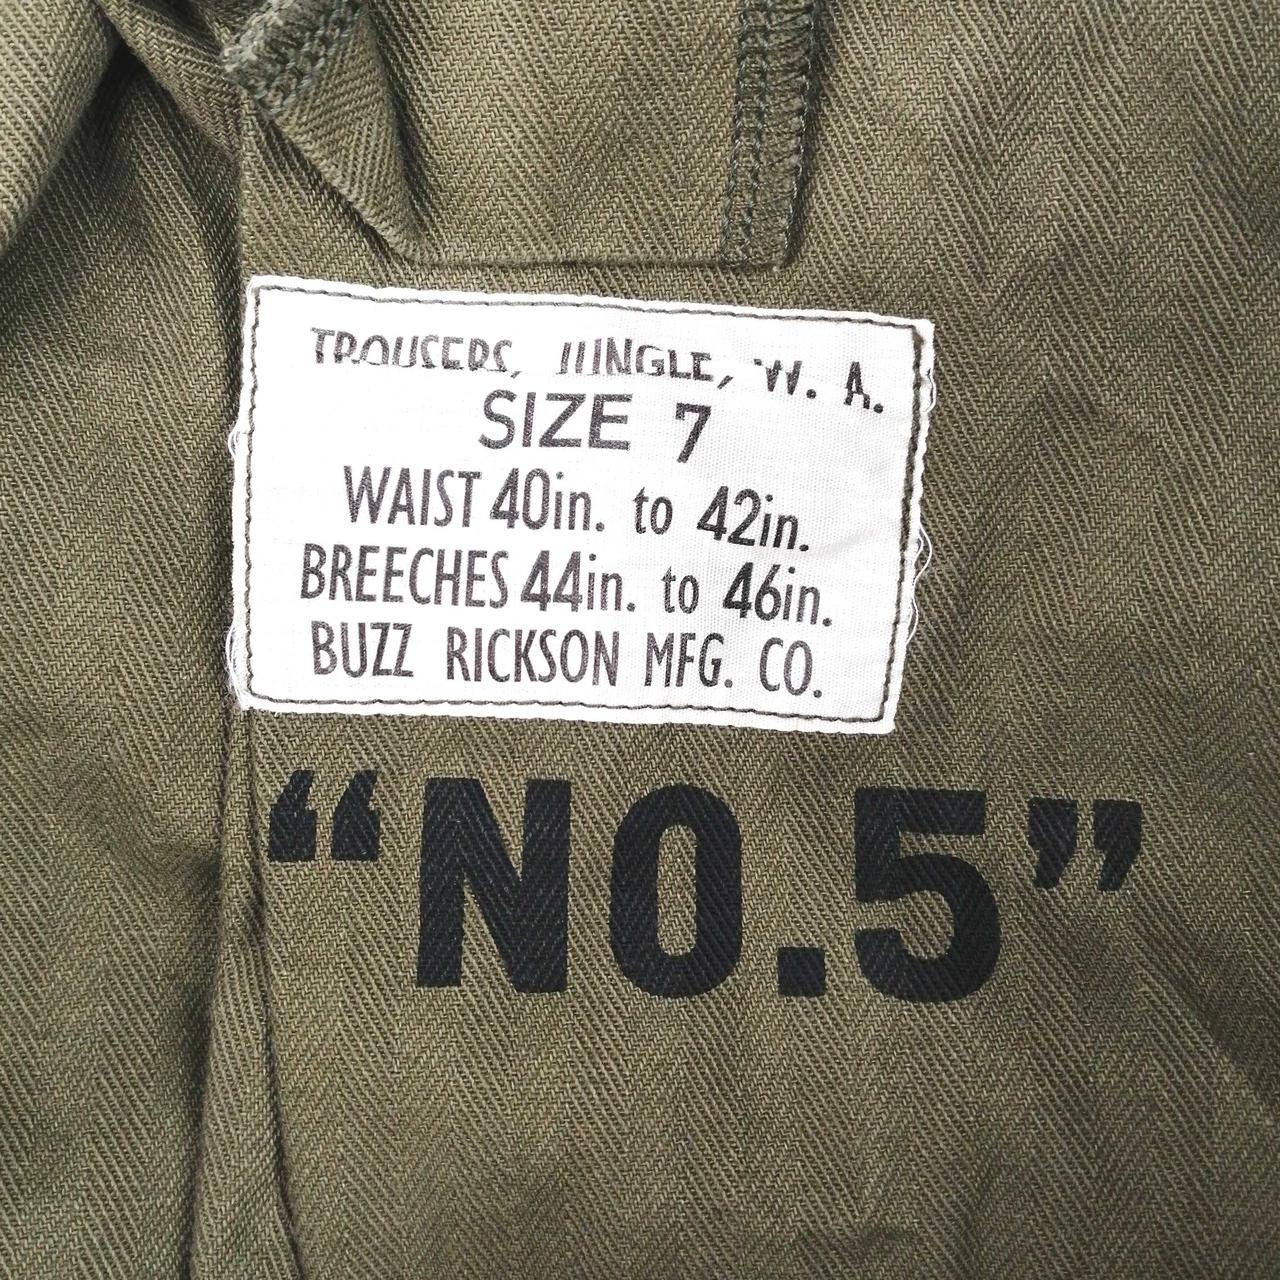 TROUSERS, JUNGLE, W. A.
SIZE 7
WAIST 40in. to 42in.
BREECHES 44in. to 46in.
BUZZ RICKSON MFG. CO.
“NO.5”